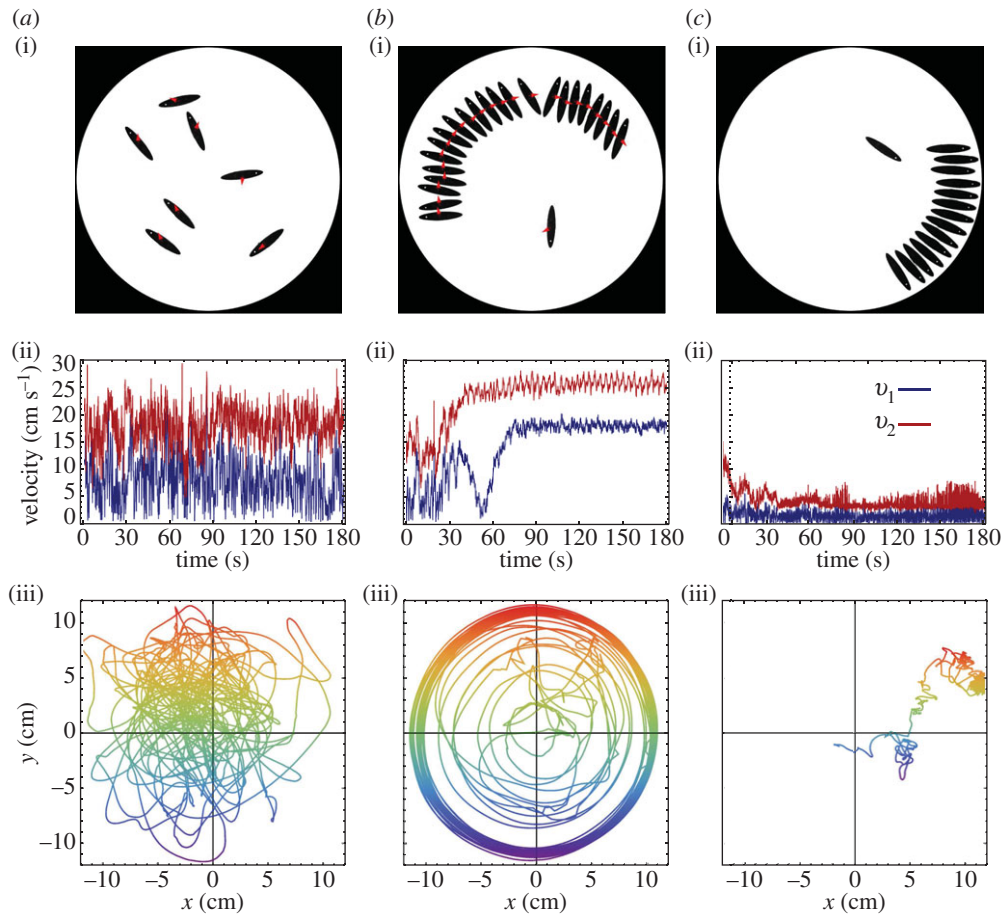 (a) (b) (c)
(i) (i) (i)
(ii) (ii) (ii)
30
25
20
15
10
5
0
velocity (cm s⁻¹)
υ₁
υ₂
0 30 60 90 120 150 180 0 30 60 90 120 150 180 0 30 60 90 120 150 180
time (s) time (s) time (s)
(iii) (iii) (iii)
10
5
0
−5
−10
y (cm)
−10 −5 0 5 10 −10 −5 0 5 10 −10 −5 0 5 10
x (cm) x (cm) x (cm)